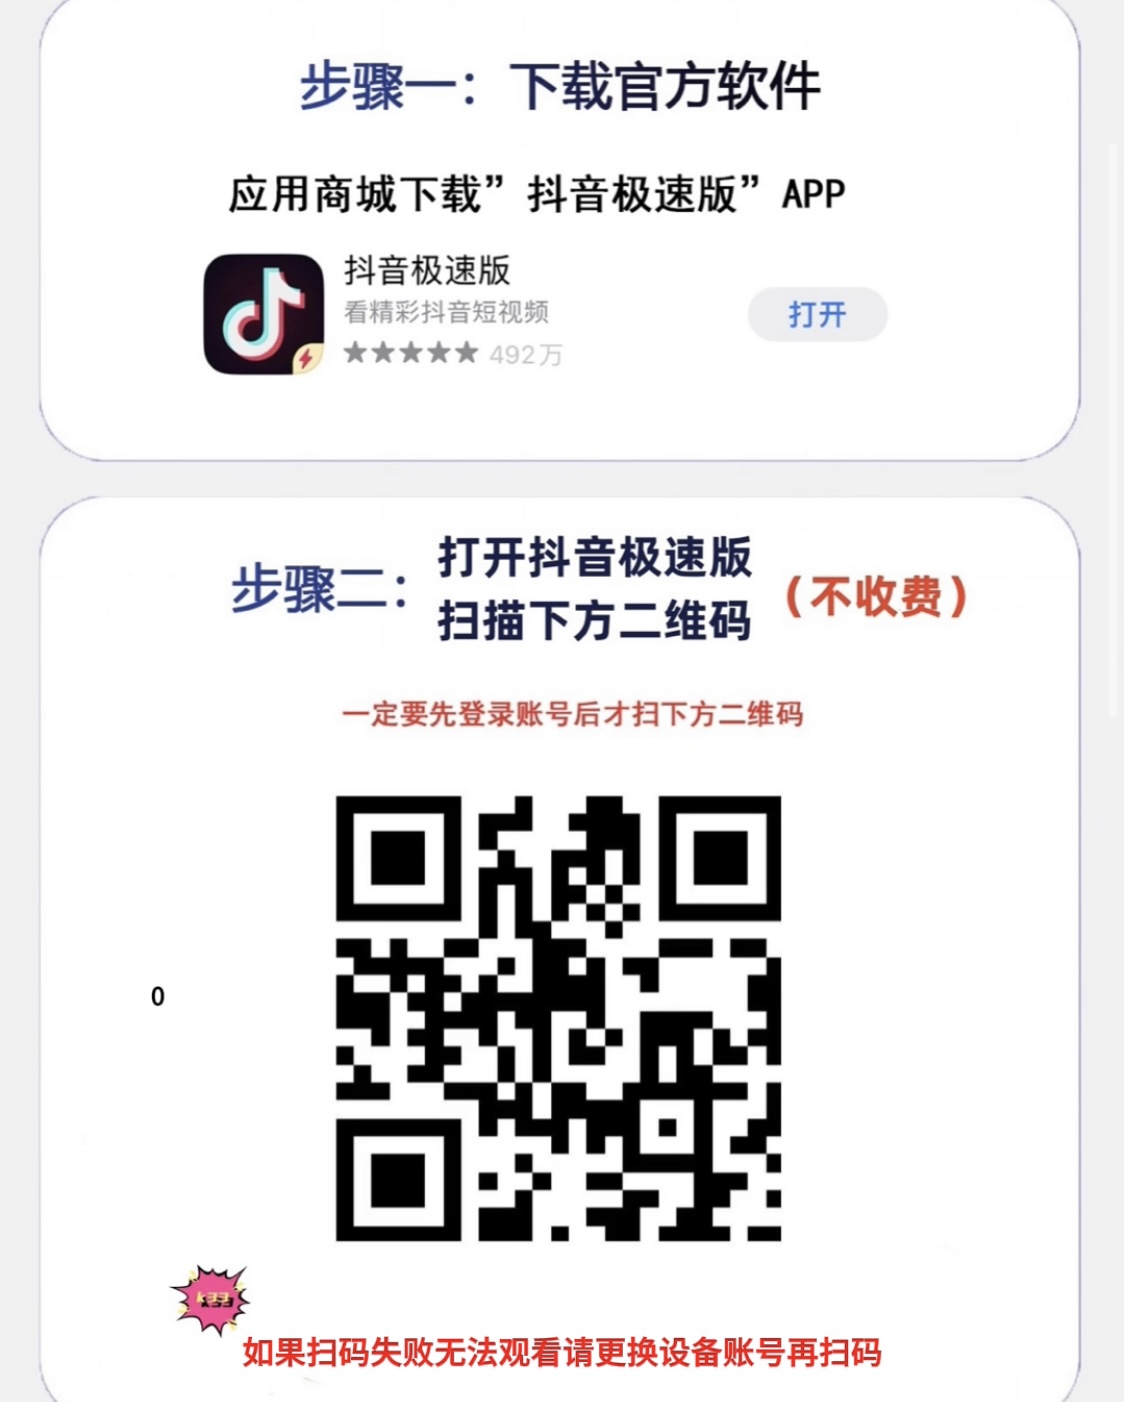 步骤一：下载官方软件
应用商城下载”抖音极速版”APP
抖音极速版
看精彩抖音短视频
★★★★★ 492万
打开
步骤二：
打开抖音极速版
扫描下方二维码
（不收费）
一定要先登录账号后才扫下方二维码
0
k33
k33
如果扫码失败无法观看请更换设备账号再扫码